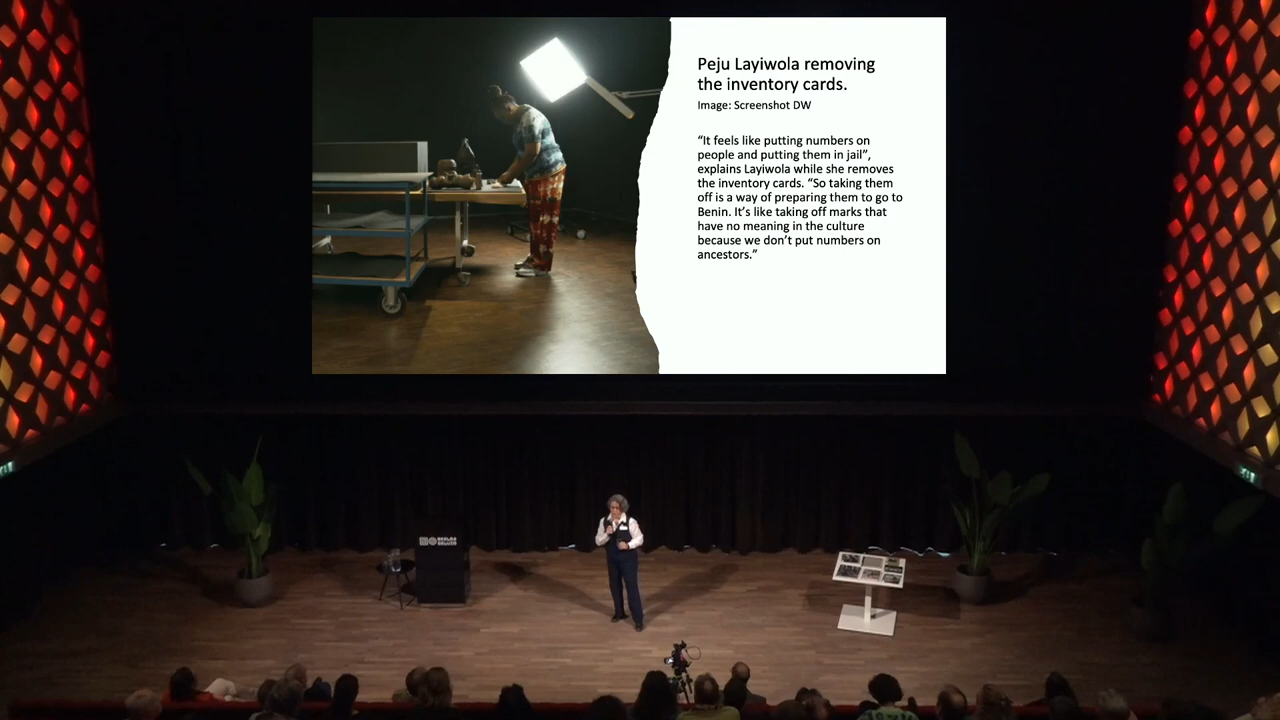 Peju Layiwola removing
the inventory cards.
Image: Screenshot DW
“It feels like putting numbers on
people and putting them in jail”,
explains Layiwola while she removes
the inventory cards. “So taking them
off is a way of preparing them to go to
Benin. It’s like taking off marks that
have no meaning in the culture
because we don’t put numbers on
ancestors.”